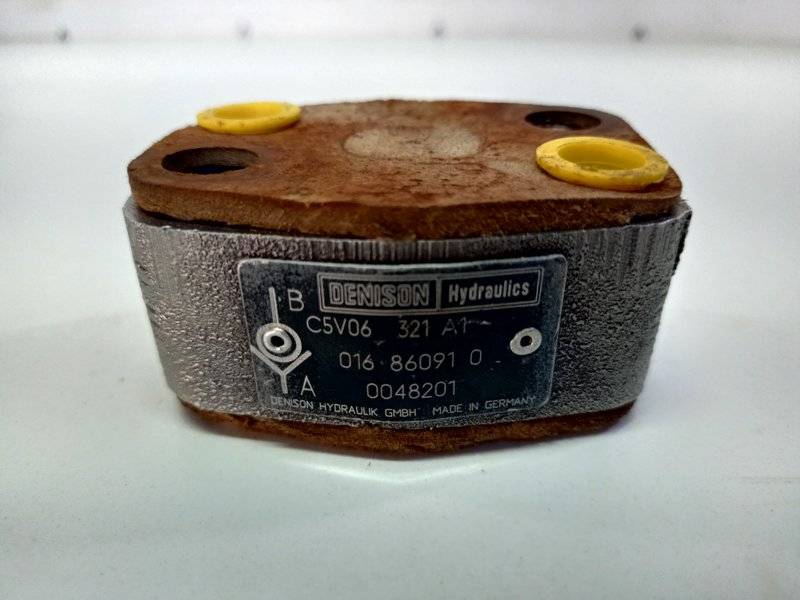 B DENISON Hydraulics
C5V06 321 A1
016 86091 0
A 0048201
DENISON HYDRAULIK GMBH MADE IN GERMANY